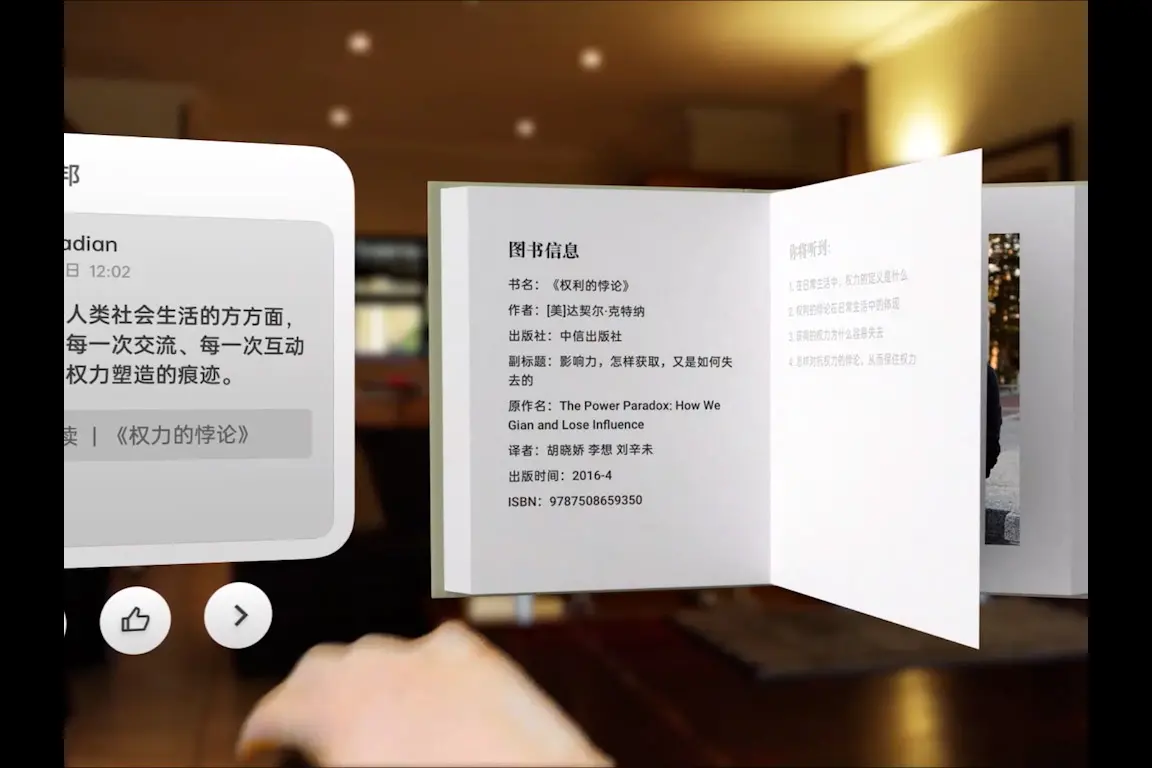 邦
adian
日 12:02
人类社会生活的方方面，
每一次交流、每一次互动
权力塑造的痕迹。
读 | 《权力的悖论》
图书信息
书名：《权利的悖论》
作者：[美]达契尔·克特纳
出版社：中信出版社
副标题：影响力，怎样获取，又是如何失
去的
原作名：The Power Paradox: How We
Gian and Lose Influence
译者：胡晓娇 李想 刘辛未
出版时间：2016-4
ISBN：9787508659350
你将听到:
1. 在日常生活中，权力的定义是什么
2. 权利的悖论在日常生活中的体现
3. 获得的权力为什么容易失去
4. 怎样对抗权力的悖论，从而保住权力